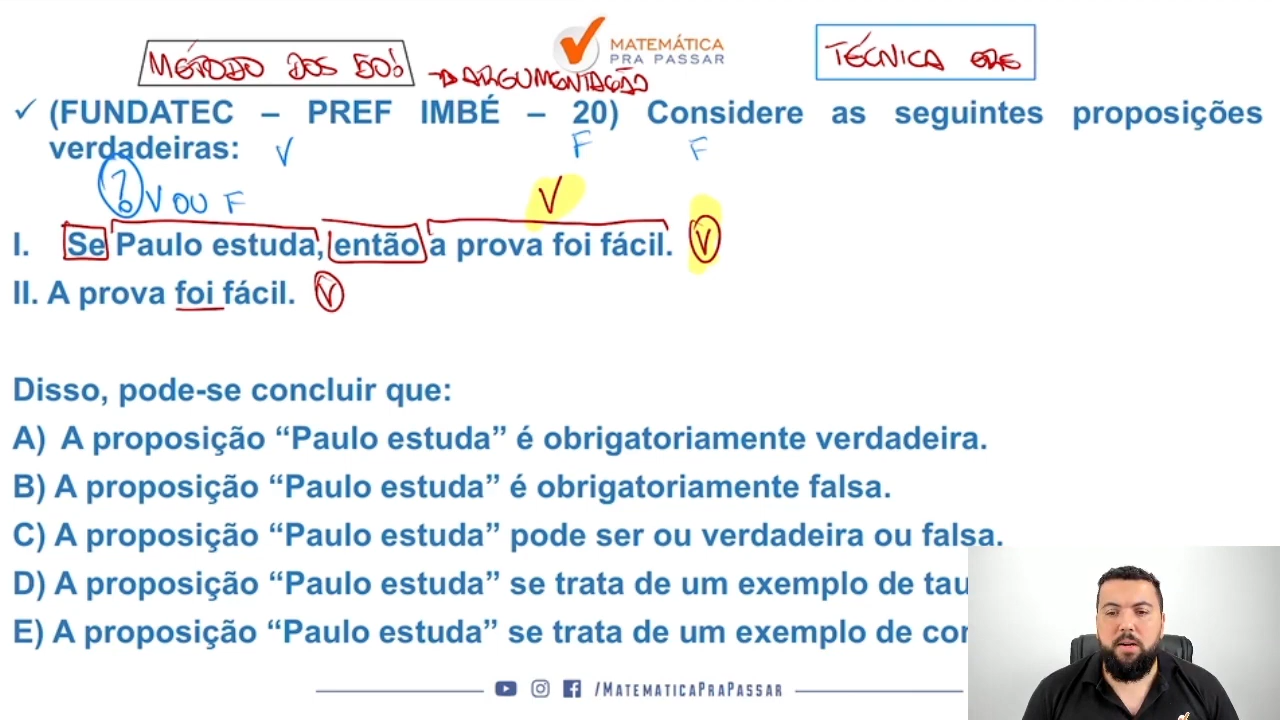 MÉTODO DOS 50! → ARGUMENTAÇÃO
MATEMÁTICA
PRA PASSAR
TÉCNICA
✓ (FUNDATEC – PREF IMBÉ – 20) Considere as seguintes proposições
verdadeiras: V F F
? V OU F V
I. Se Paulo estuda, então a prova foi fácil. V
II. A prova foi fácil. V
Disso, pode-se concluir que:
A) A proposição “Paulo estuda” é obrigatoriamente verdadeira.
B) A proposição “Paulo estuda” é obrigatoriamente falsa.
C) A proposição “Paulo estuda” pode ser ou verdadeira ou falsa.
D) A proposição “Paulo estuda” se trata de um exemplo de tau
E) A proposição “Paulo estuda” se trata de um exemplo de
/MATEMATICAPRAPASSAR